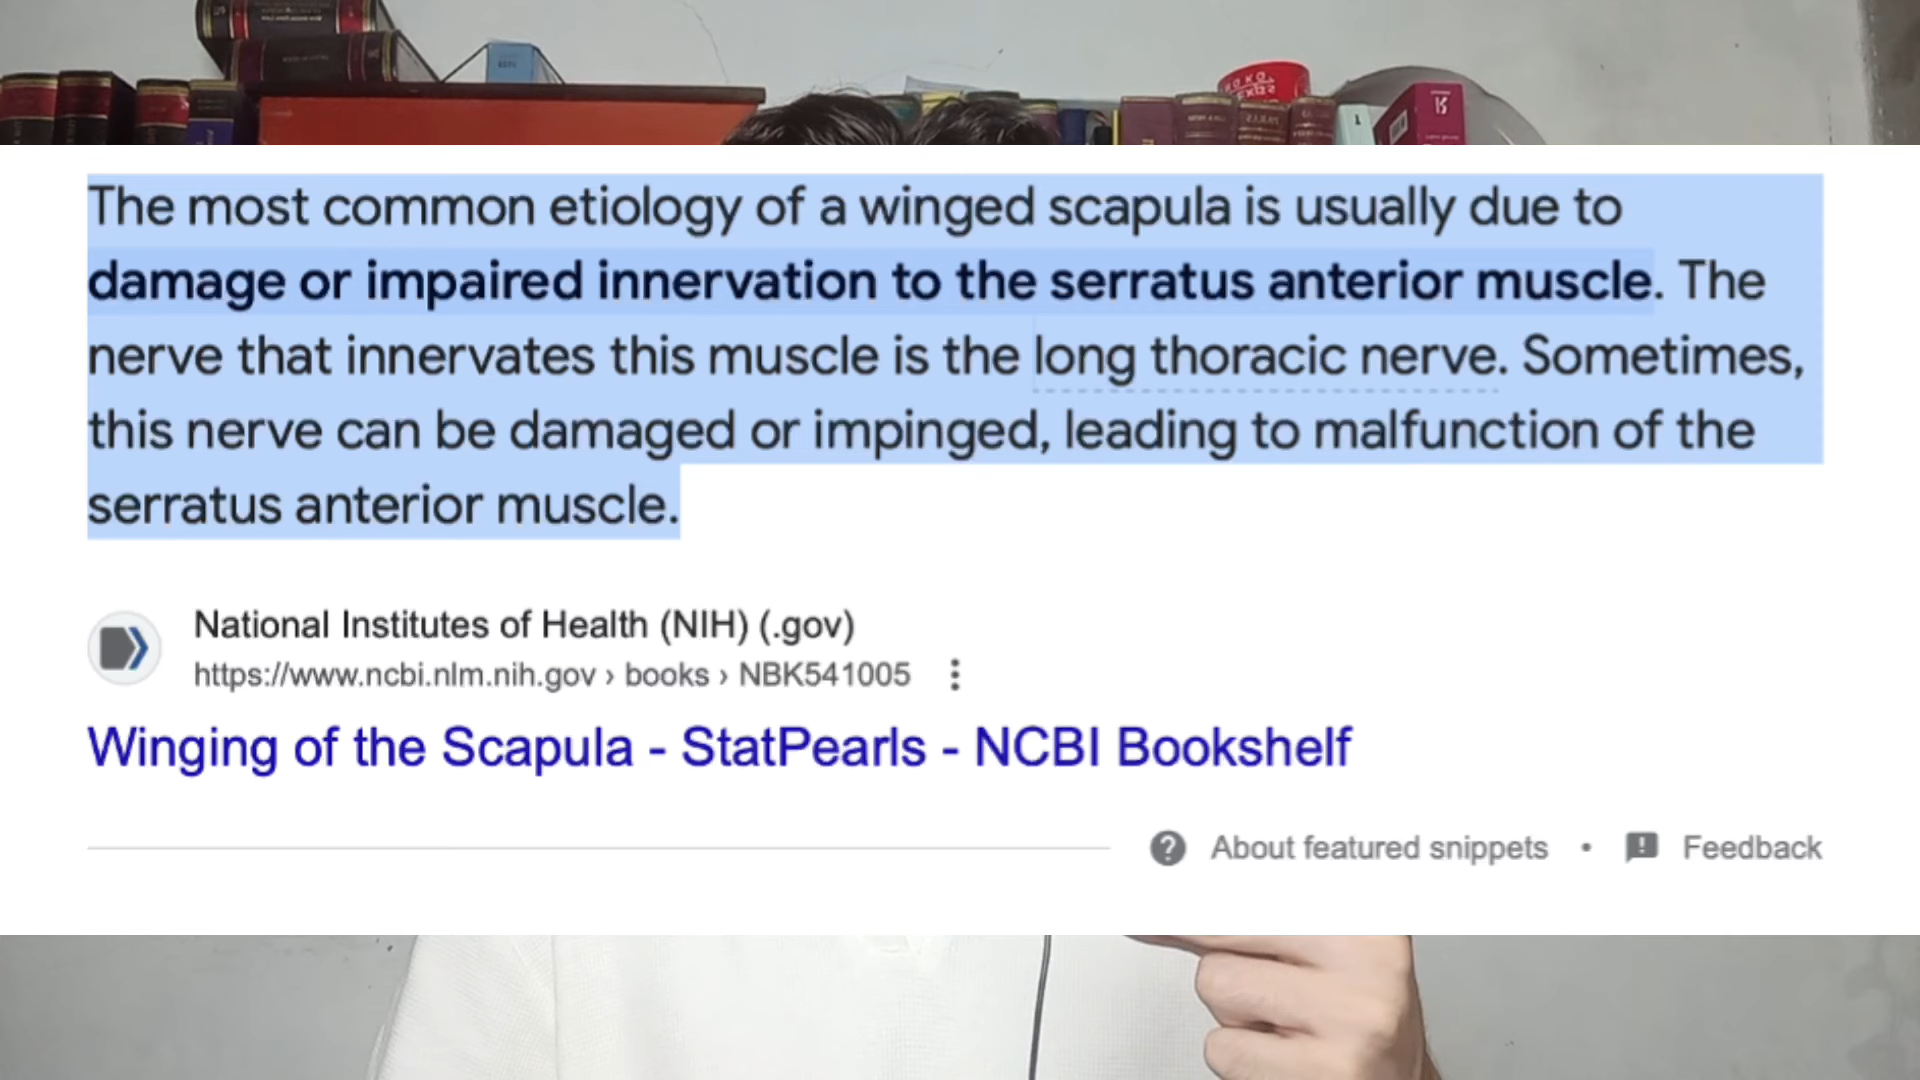 The most common etiology of a winged scapula is usually due to
damage or impaired innervation to the serratus anterior muscle. The
nerve that innervates this muscle is the long thoracic nerve. Sometimes,
this nerve can be damaged or impinged, leading to malfunction of the
serratus anterior muscle.
National Institutes of Health (NIH) (.gov)
https://www.ncbi.nlm.nih.gov › books › NBK541005
Winging of the Scapula - StatPearls - NCBI Bookshelf
About featured snippets • Feedback